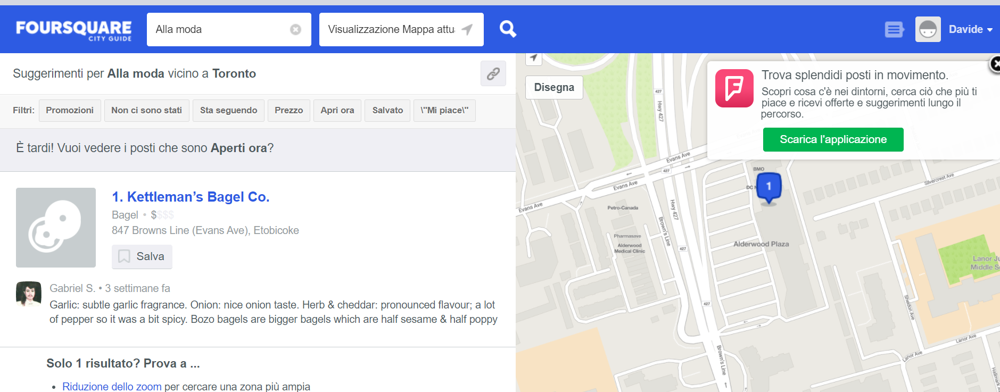 FOURSQUARE
CITY GUIDE
Alla moda
Visualizzazione Mappa attu
Davide
Suggerimenti per Alla moda vicino a Toronto
Filtri: Promozioni Non ci sono stati Sta seguendo Prezzo Apri ora Salvato \"Mi piace\"
È tardi! Vuoi vedere i posti che sono Aperti ora?
1. Kettleman’s Bagel Co.
Bagel • $$$$
847 Browns Line (Evans Ave), Etobicoke
Salva
Gabriel S. • 3 settimane fa
Garlic: subtle garlic fragrance. Onion: nice onion taste. Herb & cheddar: pronounced flavour; a lot
of pepper so it was a bit spicy. Bozo bagels are bigger bagels which are half sesame & half poppy
Solo 1 risultato? Prova a ...
• Riduzione dello zoom per cercare una zona più ampia
Disegna
Trova splendidi posti in movimento.
Scopri cosa c'è nei dintorni, cerca ciò che più ti
piace e ricevi offerte e suggerimenti lungo il
percorso.
Scarica l'applicazione
427
Hwy 427
Evans Ave
427
Evans Ave
Evans Ave
BMO
DC N
1
Silvercrest Ave
Petro-Canada
Hwy 427
Brown's Line
Pharmasave
Alderwood
Medical Clinic
427
Alderwood Plaza
Lanor Ju
Middle S
427
Sheldon Ave
Lanor Ave
Lanor Ave
Brown's Line
Hallmark